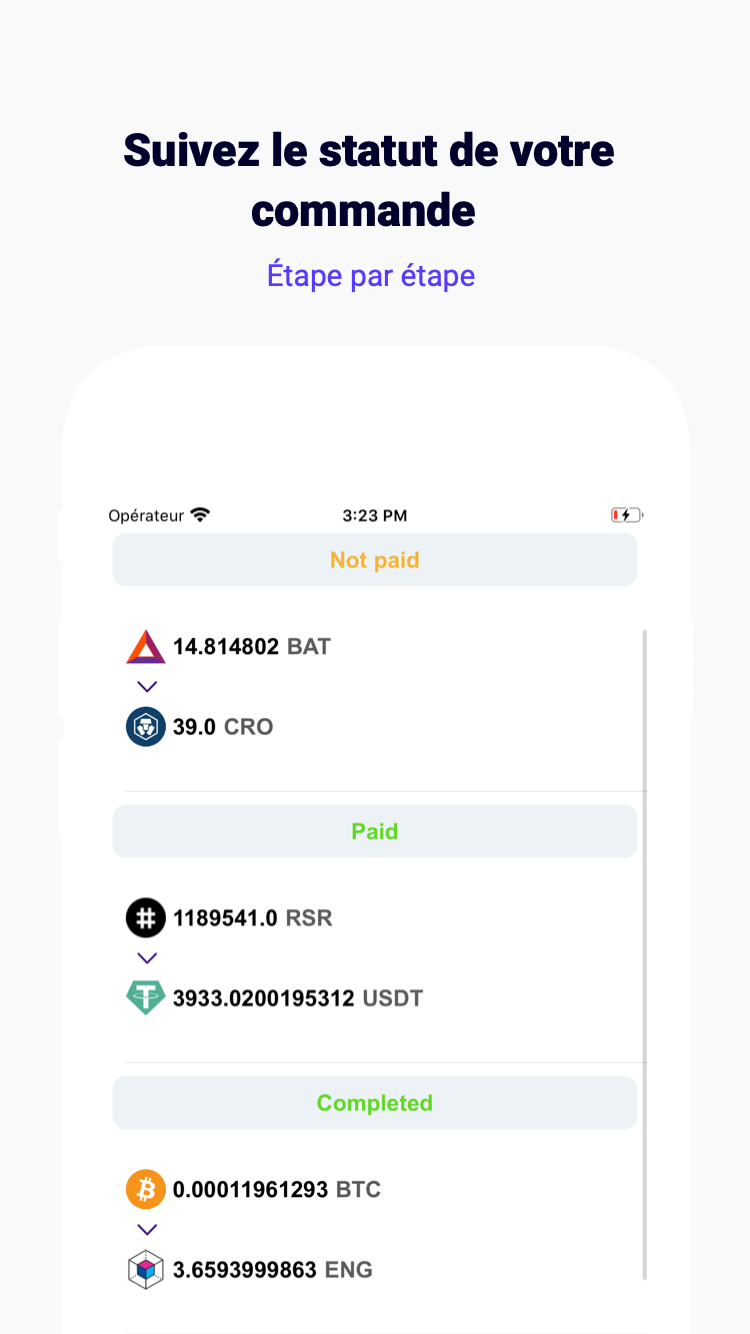 Suivez le statut de votre
commande
Étape par étape
Opérateur 3:23 PM
Not paid
14.814802 BAT
39.0 CRO
Paid
1189541.0 RSR
3933.0200195312 USDT
Completed
0.00011961293 BTC
3.6593999863 ENG